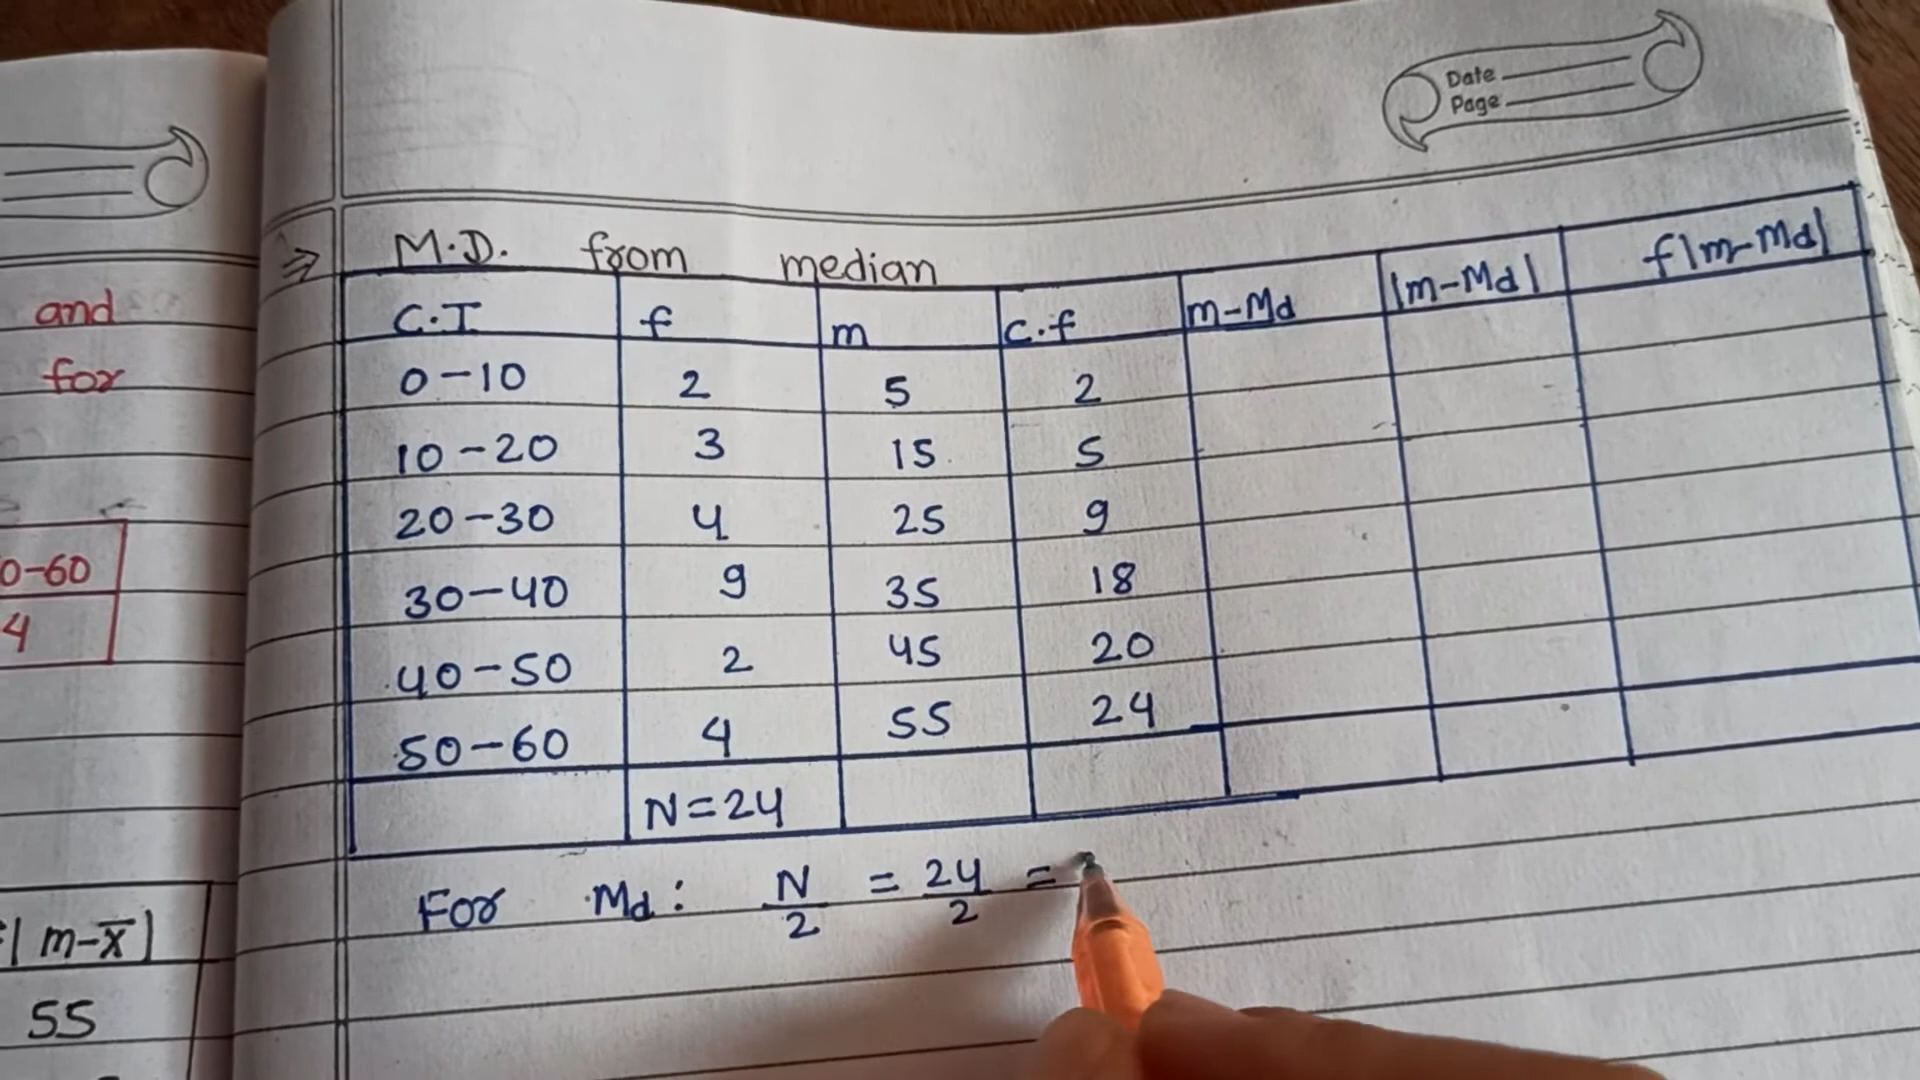 Date
Page
and
for
0-60
4
| m-x̄ |
55
⇒ M.D. from median
C.I f m c.f m-Md |m-Md| f|m-Md|
0-10 2 5 2
10-20 3 15 5
20-30 4 25 9
30-40 9 35 18
40-50 2 45 20
50-60 4 55 24
N=24
For Md: N/2 = 24/2 =